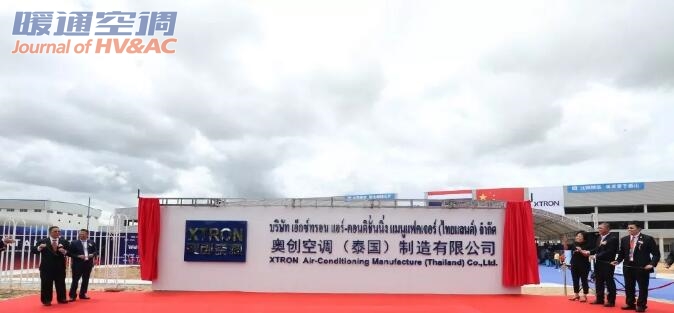 暖通空调
Journal of HV&AC
XTRON
บริษัท เอ็กซ์ทรอน แอร์-คอนดิชั่นนิ่ง แมนูแฟคเจอร์ (ไทยแลนด์) จำกัด
奥创空调（泰国）制造有限公司
XTRON Air-Conditioning Manufacture (Thailand) Co.,Ltd.
XTRON